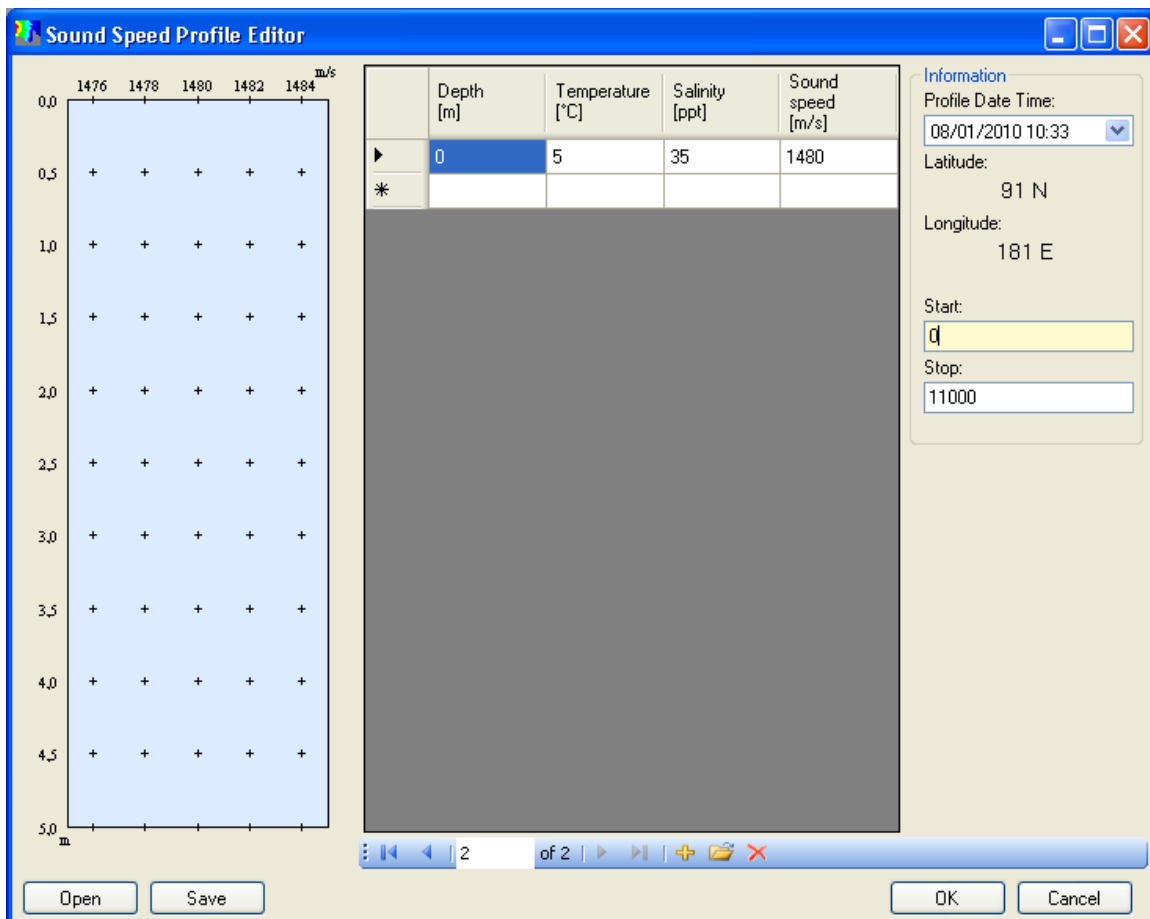 Sound Speed Profile Editor
m/s
1476 1478 1480 1482 1484
0,0
0,5
1,0
1,5
2,0
2,5
3,0
3,5
4,0
4,5
5,0
m
Depth [m] Temperature [°C] Salinity [ppt] Sound speed [m/s]
0 5 35 1480
2 of 2
Information
Profile Date Time:
08/01/2010 10:33
Latitude:
91 N
Longitude:
181 E
Start:
0
Stop:
11000
Open Save OK Cancel